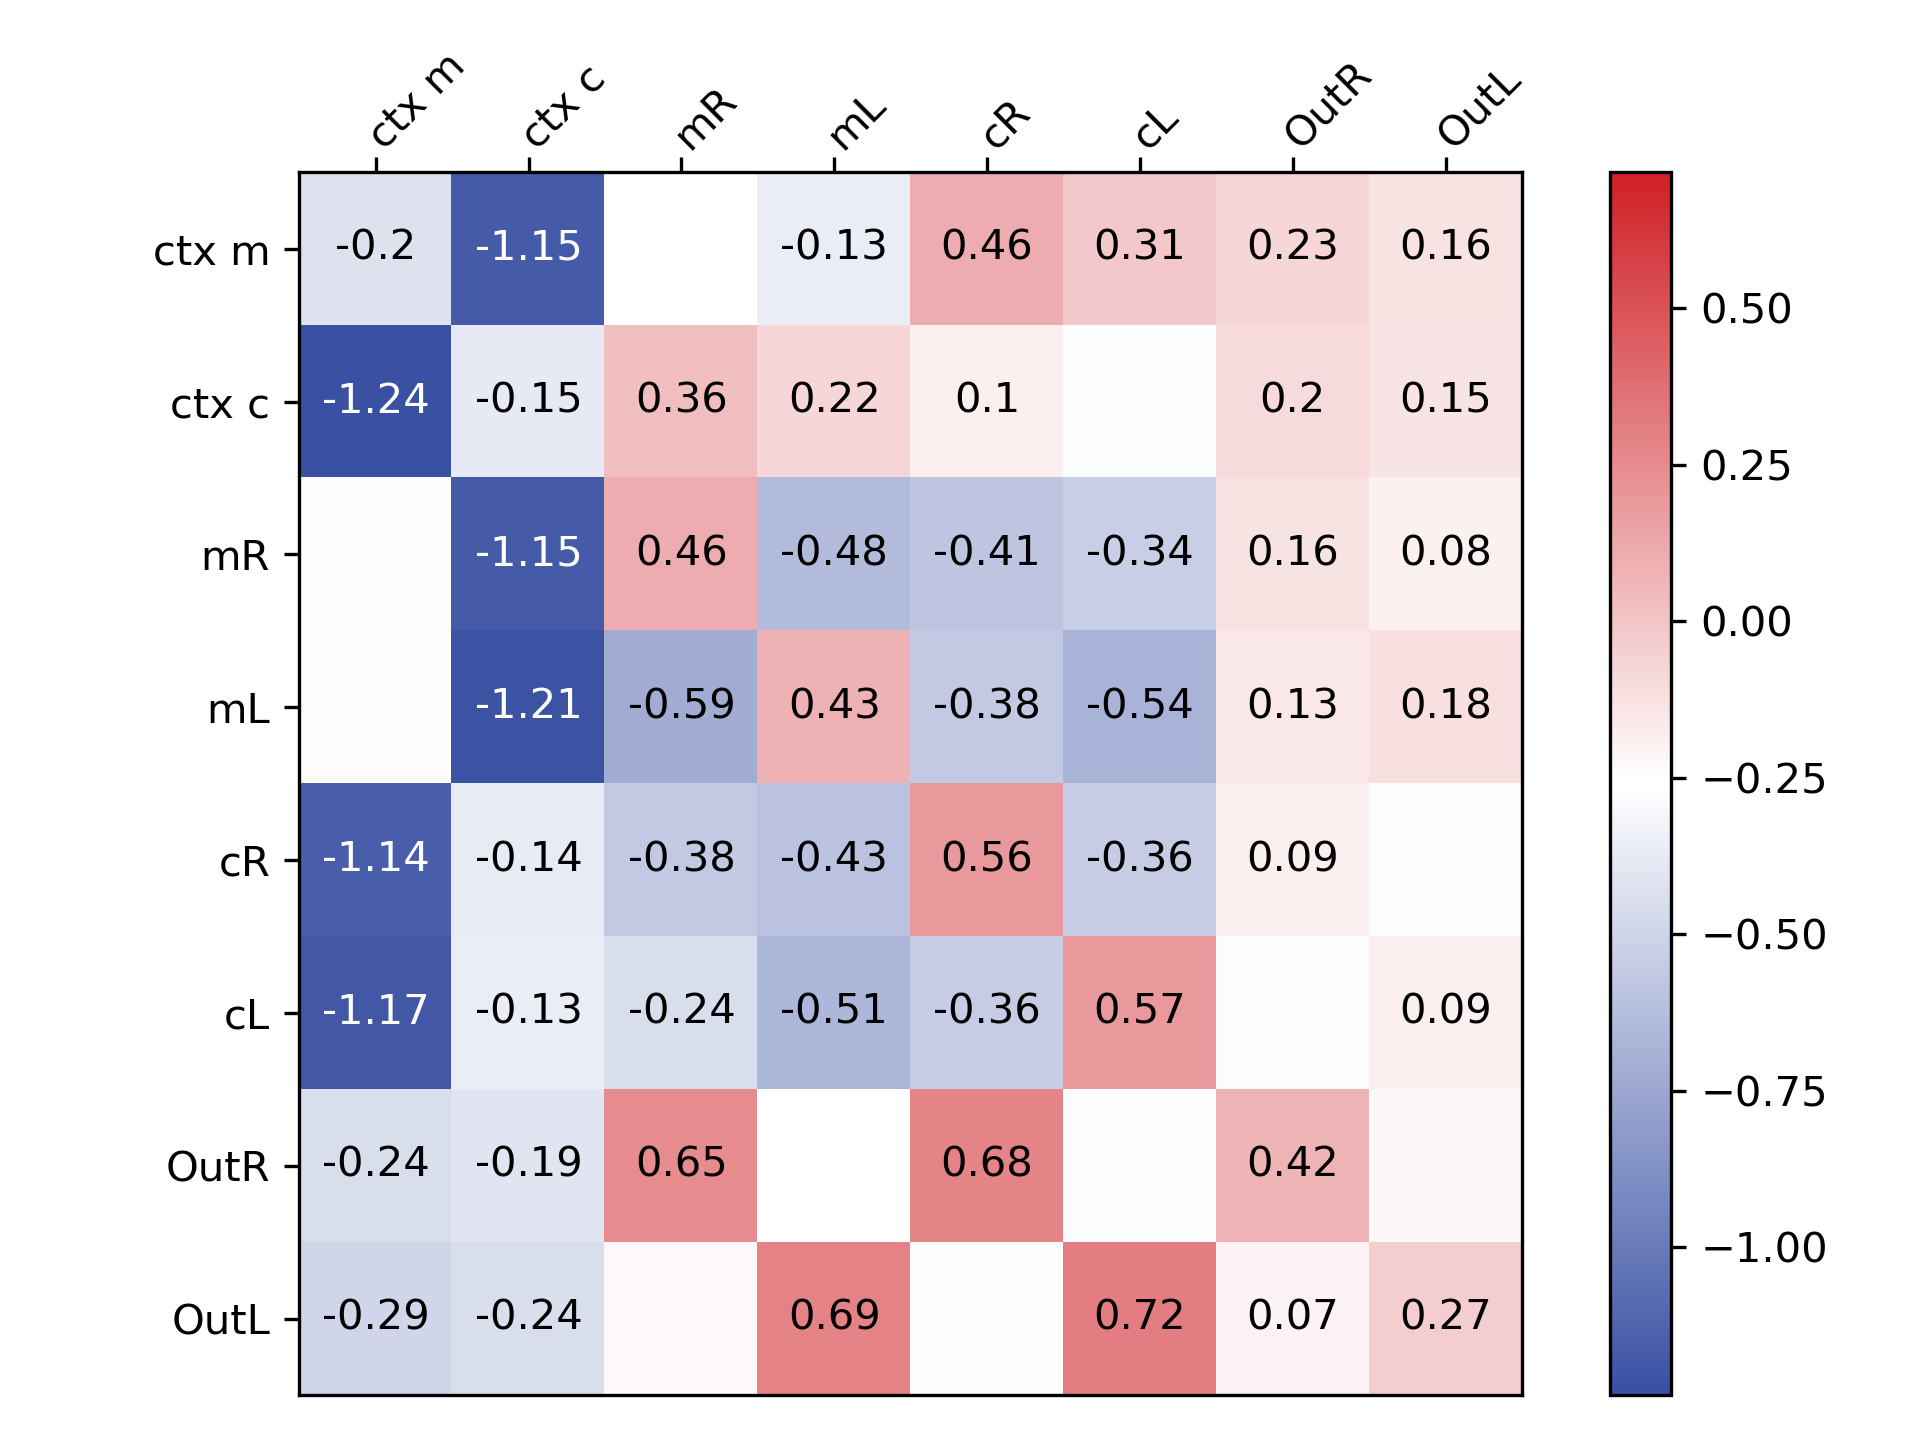 ctx m ctx c mR mL cR cL OutR OutL
ctx m -0.2 -1.15 -0.13 0.46 0.31 0.23 0.16
ctx c -1.24 -0.15 0.36 0.22 0.1 0.2 0.15
mR -1.15 0.46 -0.48 -0.41 -0.34 0.16 0.08
mL -1.21 -0.59 0.43 -0.38 -0.54 0.13 0.18
cR -1.14 -0.14 -0.38 -0.43 0.56 -0.36 0.09
cL -1.17 -0.13 -0.24 -0.51 -0.36 0.57 0.09
OutR -0.24 -0.19 0.65 0.68 0.42
OutL -0.29 -0.24 0.69 0.72 0.07 0.27
0.50
0.25
0.00
−0.25
−0.50
−0.75
−1.00